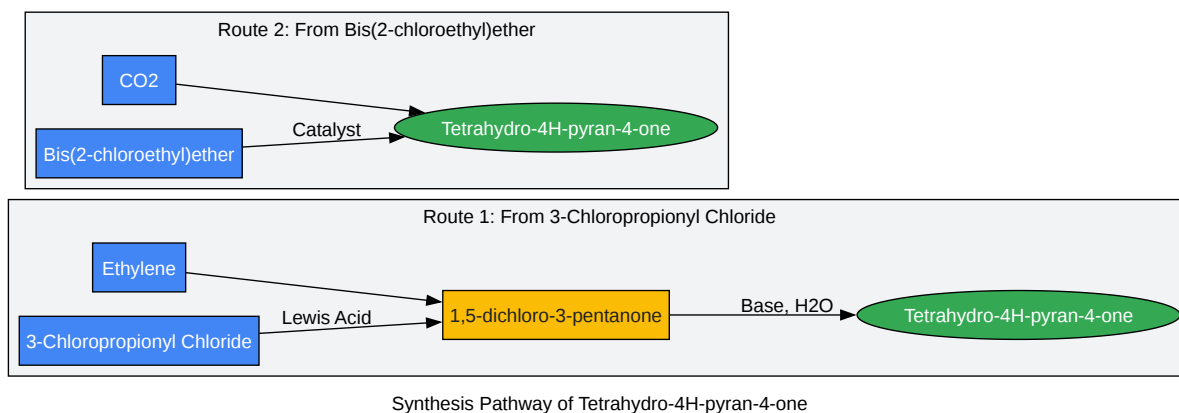 Route 2: From Bis(2-chloroethyl)ether
CO2
Bis(2-chloroethyl)ether
Catalyst
Tetrahydro-4H-pyran-4-one
Route 1: From 3-Chloropropionyl Chloride
Ethylene
3-Chloropropionyl Chloride
Lewis Acid
1,5-dichloro-3-pentanone
Base, H2O
Tetrahydro-4H-pyran-4-one
Synthesis Pathway of Tetrahydro-4H-pyran-4-one